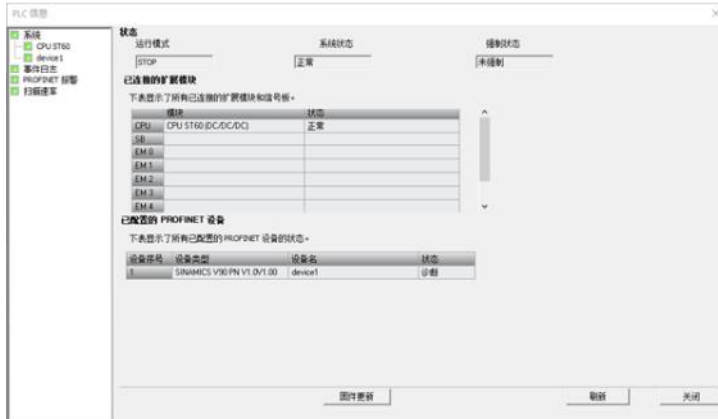 PLC 信息
系统
CPU ST60
device1
事件日志
PROFINET 报警
扫描速率
状态
运行模式 系统状态 强制状态
STOP 正常 未强制
已连接的扩展模块
下表显示了所有已连接的扩展模块和信号板。
模块 状态
CPU CPU ST60 (DC/DC/DC) 正常
SB
EM 0
EM 1
EM 2
EM 3
EM 4
已配置的 PROFINET 设备
下表显示了所有已配置的 PROFINET 设备的状态。
设备序号 设备类型 设备名 状态
1 SINAMICS V90 PN V1.0V1.00 device1 诊断
固件更新 刷新 关闭